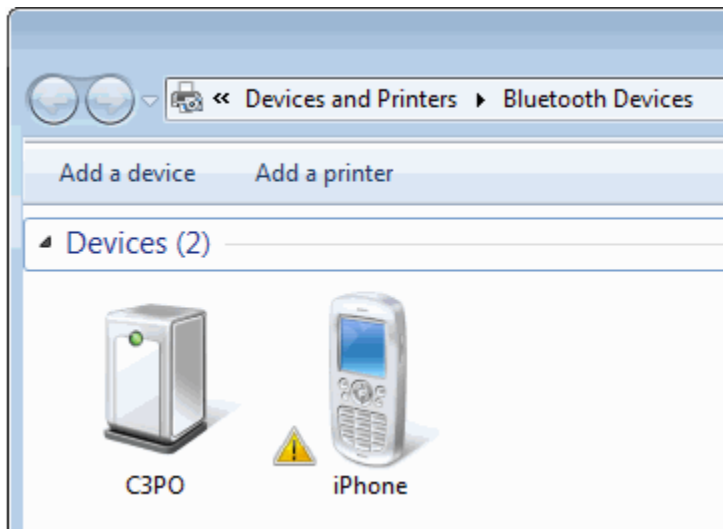 « Devices and Printers ▸ Bluetooth Devices
Add a device Add a printer
Devices (2)
C3PO iPhone